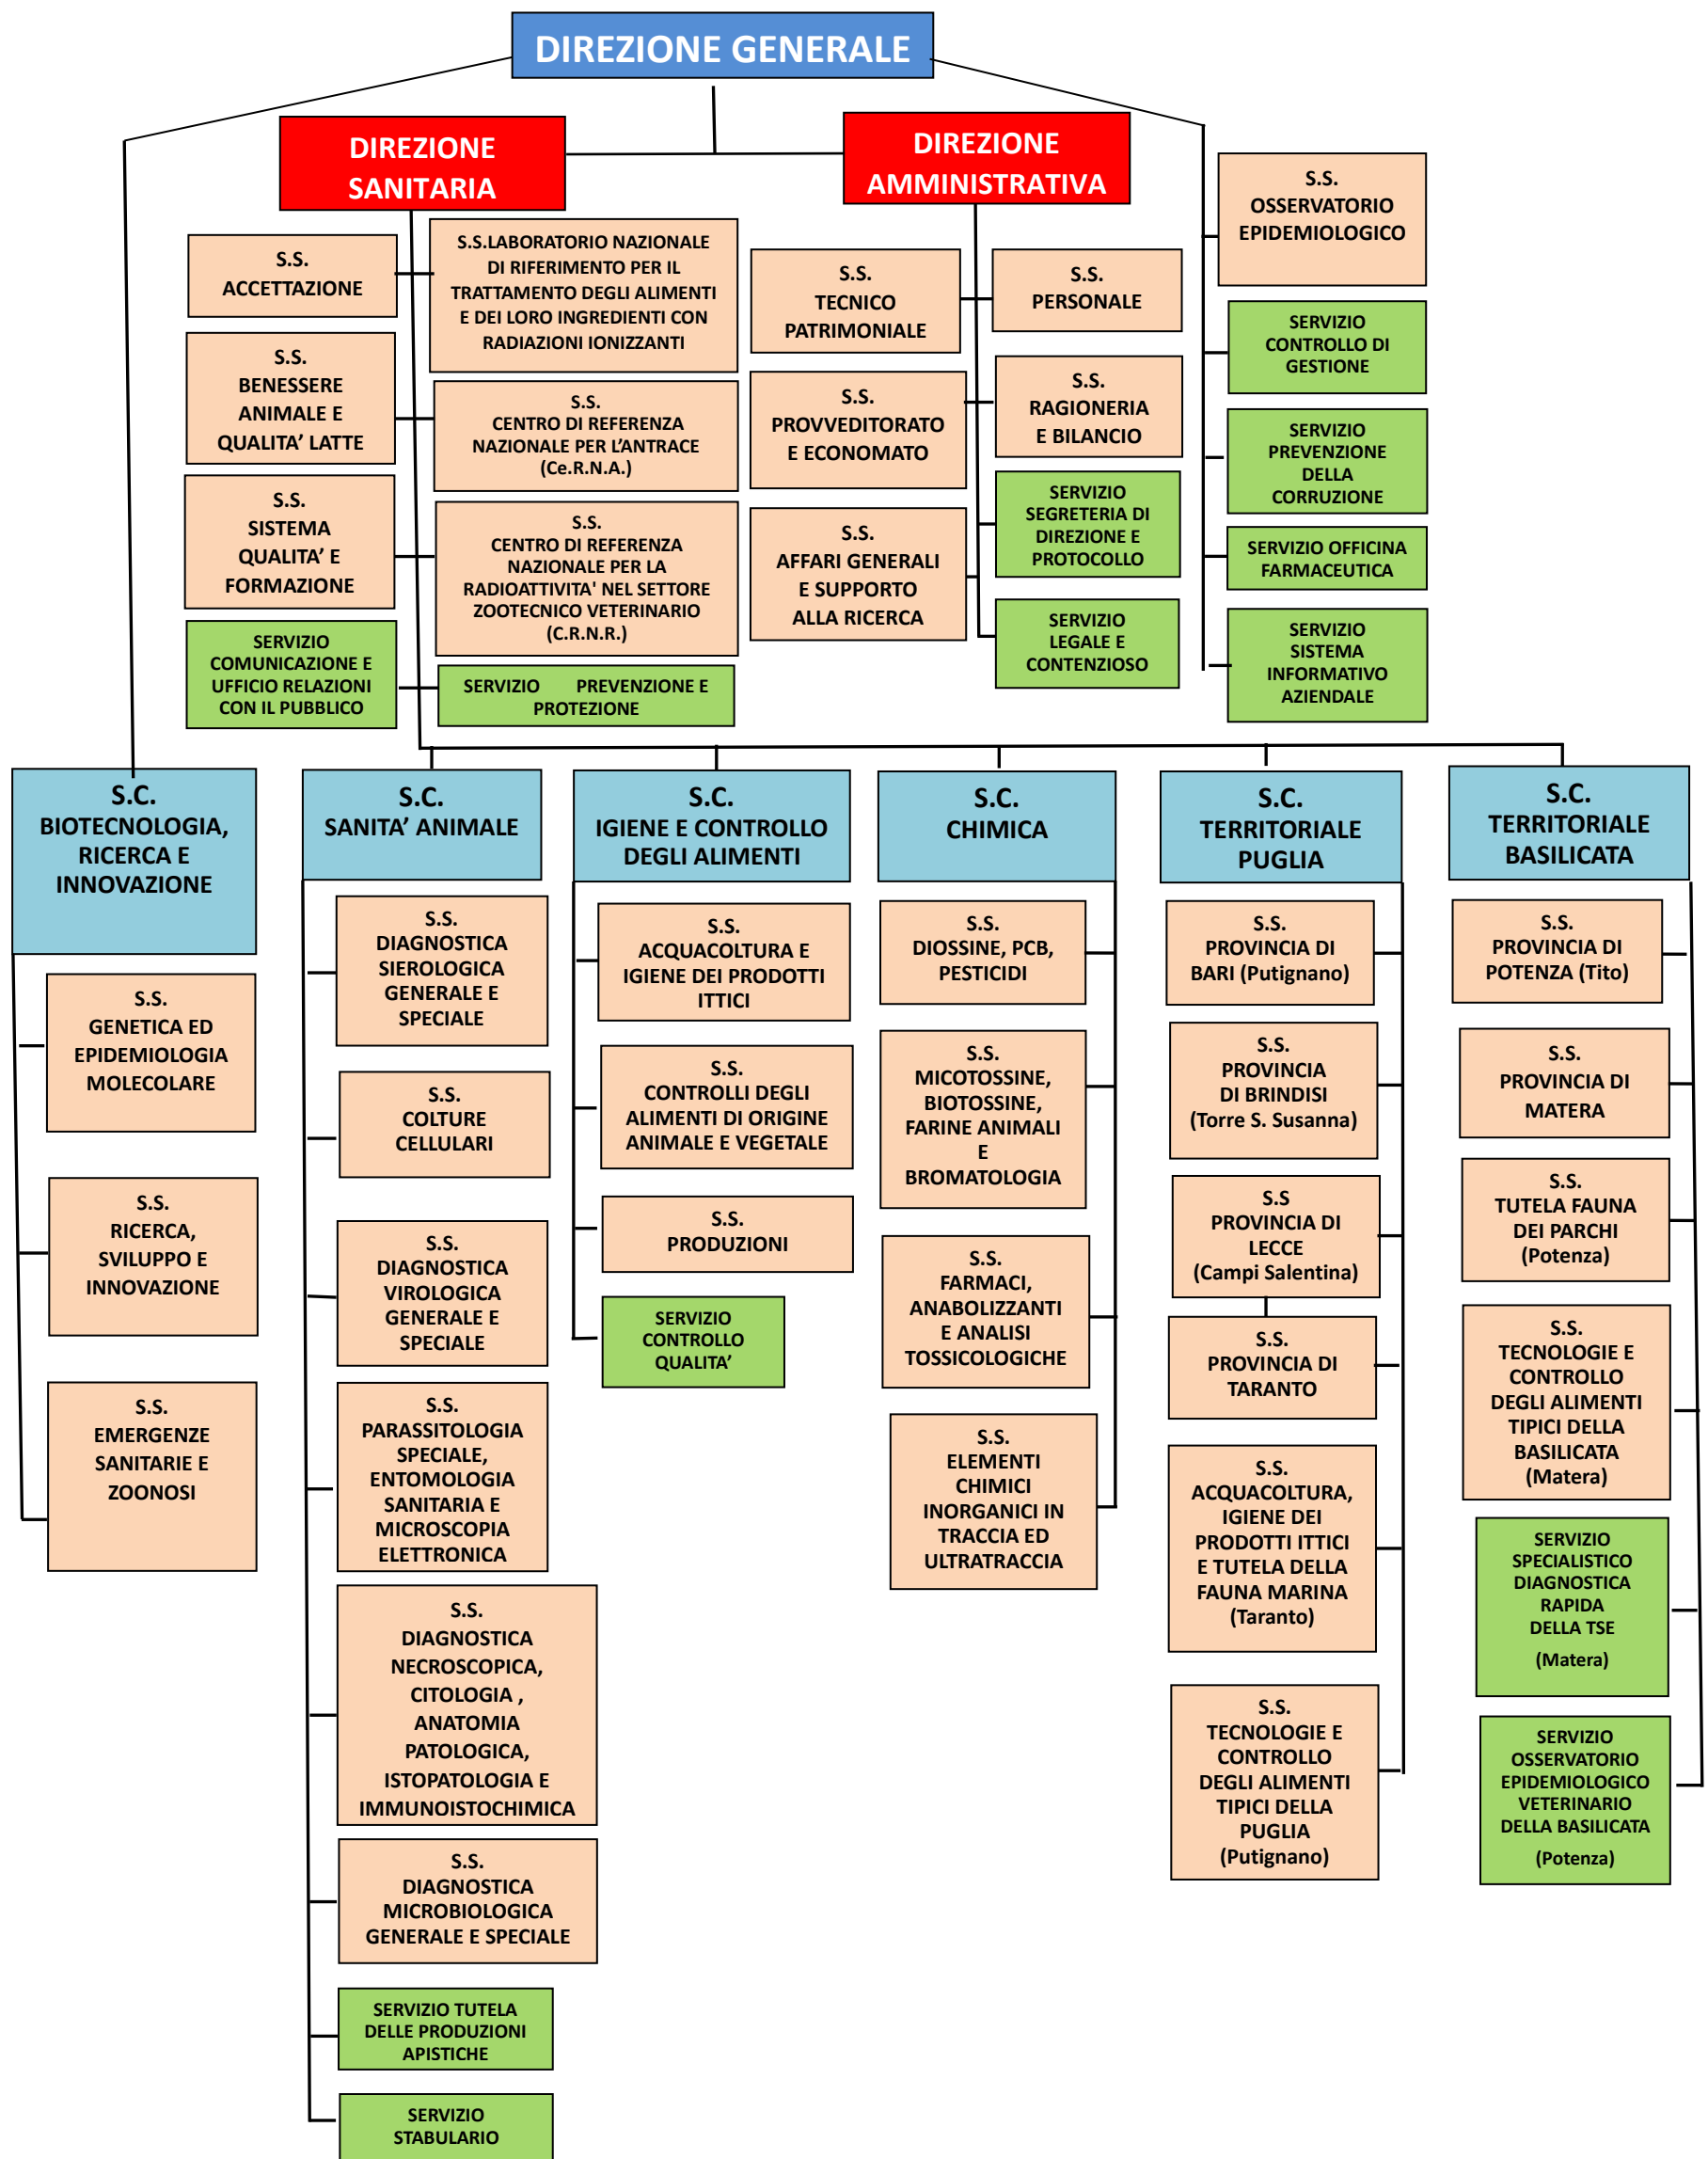 DIREZIONE GENERALE
DIREZIONE
SANITARIA
DIREZIONE
AMMINISTRATIVA
S.S.
ACCETTAZIONE
S.S.LABORATORIO NAZIONALE
DI RIFERIMENTO PER IL
TRATTAMENTO DEGLI ALIMENTI
E DEI LORO INGREDIENTI CON
RADIAZIONI IONIZZANTI
S.S.
BENESSERE
ANIMALE E
QUALITA’ LATTE
S.S.
CENTRO DI REFERENZA
NAZIONALE PER L’ANTRACE
(Ce.R.N.A.)
S.S.
SISTEMA
QUALITA’ E
FORMAZIONE
S.S.
CENTRO DI REFERENZA
NAZIONALE PER LA
RADIOATTIVITA' NEL SETTORE
ZOOTECNICO VETERINARIO
(C.R.N.R.)
SERVIZIO
COMUNICAZIONE E
UFFICIO RELAZIONI
CON IL PUBBLICO
SERVIZIO PREVENZIONE E
PROTEZIONE
S.S.
TECNICO
PATRIMONIALE
S.S.
PERSONALE
S.S.
PROVVEDITORATO
E ECONOMATO
S.S.
RAGIONERIA
E BILANCIO
S.S.
AFFARI GENERALI
E SUPPORTO
ALLA RICERCA
SERVIZIO
SEGRETERIA DI
DIREZIONE E
PROTOCOLLO
SERVIZIO
LEGALE E
CONTENZIOSO
S.S.
OSSERVATORIO
EPIDEMIOLOGICO
SERVIZIO
CONTROLLO DI
GESTIONE
SERVIZIO
PREVENZIONE
DELLA
CORRUZIONE
SERVIZIO OFFICINA
FARMACEUTICA
SERVIZIO
SISTEMA
INFORMATIVO
AZIENDALE
S.C.
BIOTECNOLOGIA,
RICERCA E
INNOVAZIONE
S.S.
GENETICA ED
EPIDEMIOLOGIA
MOLECOLARE
S.S.
RICERCA,
SVILUPPO E
INNOVAZIONE
S.S.
EMERGENZE
SANITARIE E
ZOONOSI
S.C.
SANITA’ ANIMALE
S.S.
DIAGNOSTICA
SIEROLOGICA
GENERALE E
SPECIALE
S.S.
COLTURE
CELLULARI
S.S.
DIAGNOSTICA
VIROLOGICA
GENERALE E
SPECIALE
S.S.
PARASSITOLOGIA
SPECIALE,
ENTOMOLOGIA
SANITARIA E
MICROSCOPIA
ELETTRONICA
S.S.
DIAGNOSTICA
NECROSCOPICA,
CITOLOGIA ,
ANATOMIA
PATOLOGICA,
ISTOPATOLOGIA E
IMMUNOISTOCHIMICA
S.S.
DIAGNOSTICA
MICROBIOLOGICA
GENERALE E SPECIALE
SERVIZIO TUTELA
DELLE PRODUZIONI
APISTICHE
SERVIZIO
STABULARIO
S.C.
IGIENE E CONTROLLO
DEGLI ALIMENTI
S.S.
ACQUACOLTURA E
IGIENE DEI PRODOTTI
ITTICI
S.S.
CONTROLLI DEGLI
ALIMENTI DI ORIGINE
ANIMALE E VEGETALE
S.S.
PRODUZIONI
SERVIZIO
CONTROLLO
QUALITA’
S.C.
CHIMICA
S.S.
DIOSSINE, PCB,
PESTICIDI
S.S.
MICOTOSSINE,
BIOTOSSINE,
FARINE ANIMALI
E
BROMATOLOGIA
S.S.
FARMACI,
ANABOLIZZANTI
E ANALISI
TOSSICOLOGICHE
S.S.
ELEMENTI
CHIMICI
INORGANICI IN
TRACCIA ED
ULTRATRACCIA
S.C.
TERRITORIALE
PUGLIA
S.S.
PROVINCIA DI
BARI (Putignano)
S.S.
PROVINCIA
DI BRINDISI
(Torre S. Susanna)
S.S
PROVINCIA DI
LECCE
(Campi Salentina)
S.S.
PROVINCIA DI
TARANTO
S.S.
ACQUACOLTURA,
IGIENE DEI
PRODOTTI ITTICI
E TUTELA DELLA
FAUNA MARINA
(Taranto)
S.S.
TECNOLOGIE E
CONTROLLO
DEGLI ALIMENTI
TIPICI DELLA
PUGLIA
(Putignano)
S.C.
TERRITORIALE
BASILICATA
S.S.
PROVINCIA DI
POTENZA (Tito)
S.S.
PROVINCIA DI
MATERA
S.S.
TUTELA FAUNA
DEI PARCHI
(Potenza)
S.S.
TECNOLOGIE E
CONTROLLO
DEGLI ALIMENTI
TIPICI DELLA
BASILICATA
(Matera)
SERVIZIO
SPECIALISTICO
DIAGNOSTICA
RAPIDA
DELLA TSE
(Matera)
SERVIZIO
OSSERVATORIO
EPIDEMIOLOGICO
VETERINARIO
DELLA BASILICATA
(Potenza)